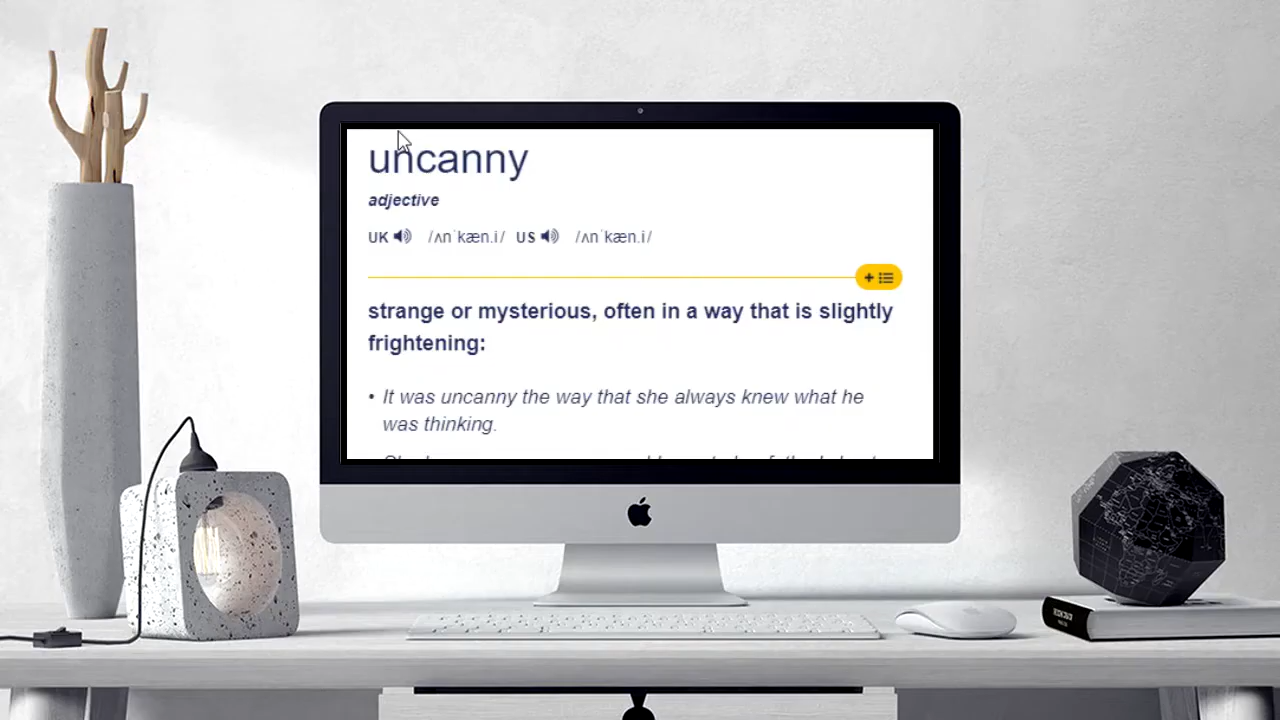 uncanny
adjective
UK /ʌnˈkæn.i/ US /ʌnˈkæn.i/
strange or mysterious, often in a way that is slightly
frightening:
• It was uncanny the way that she always knew what he
was thinking.